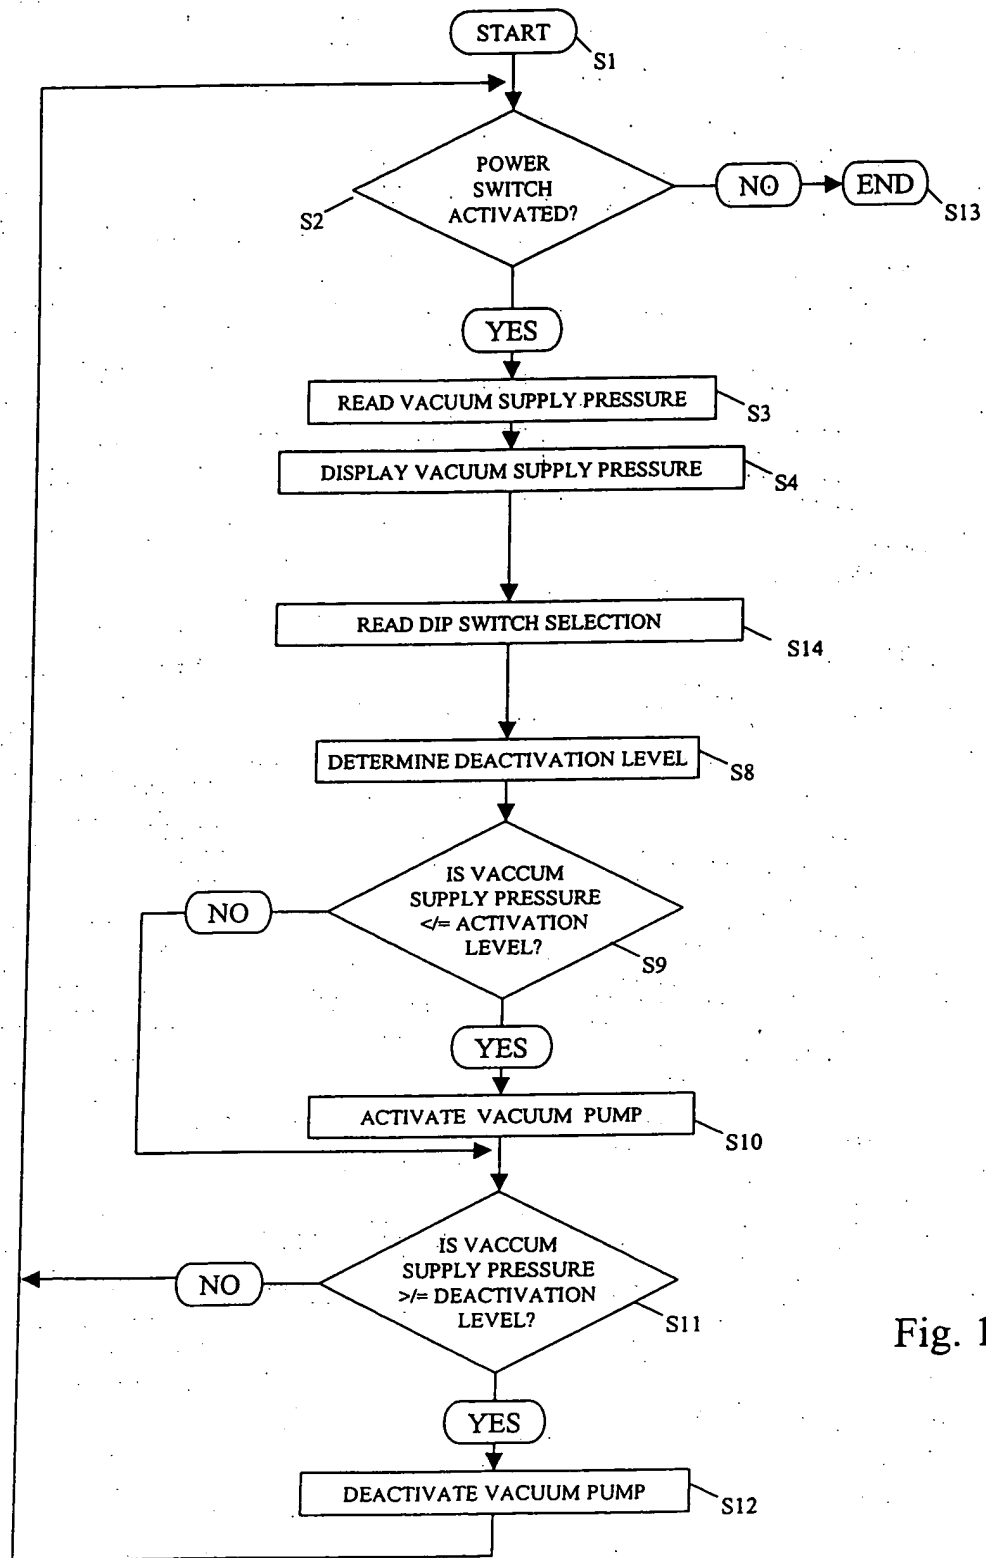 START
S1
POWER
SWITCH
ACTIVATED?
S2
NO
END
S13
YES
READ VACUUM SUPPLY PRESSURE
S3
DISPLAY VACUUM SUPPLY PRESSURE
S4
READ DIP SWITCH SELECTION
S14
DETERMINE DEACTIVATION LEVEL
S8
IS VACCUM
SUPPLY PRESSURE
</= ACTIVATION
LEVEL?
NO
S9
YES
ACTIVATE VACUUM PUMP
S10
IS VACCUM
SUPPLY PRESSURE
>/= DEACTIVATION
LEVEL?
NO
S11
Fig. 1
YES
DEACTIVATE VACUUM PUMP
S12